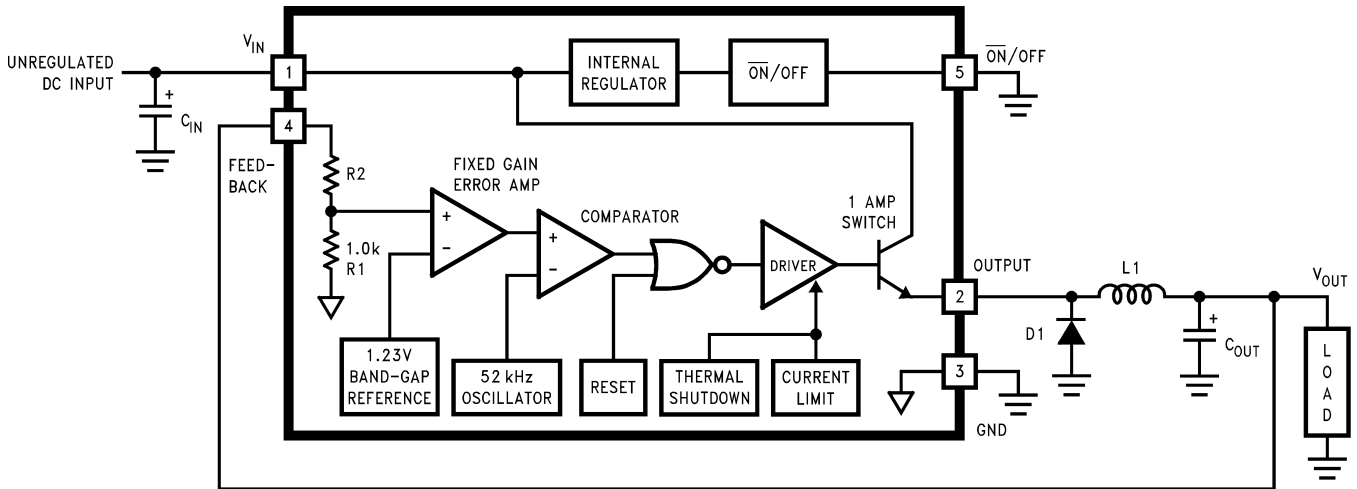 UNREGULATED
DC INPUT
V_IN
1
+
C_IN
4
FEED-
BACK
R2
1.0k
R1
FIXED GAIN
ERROR AMP
+
−
1.23V
BAND-GAP
REFERENCE
INTERNAL
REGULATOR
O̅N̅/OFF
5
O̅N̅/OFF
COMPARATOR
+
−
52 kHz
OSCILLATOR
RESET
DRIVER
1 AMP
SWITCH
THERMAL
SHUTDOWN
CURRENT
LIMIT
OUTPUT
2
3
GND
D1
L1
+
C_OUT
V_OUT
LOAD